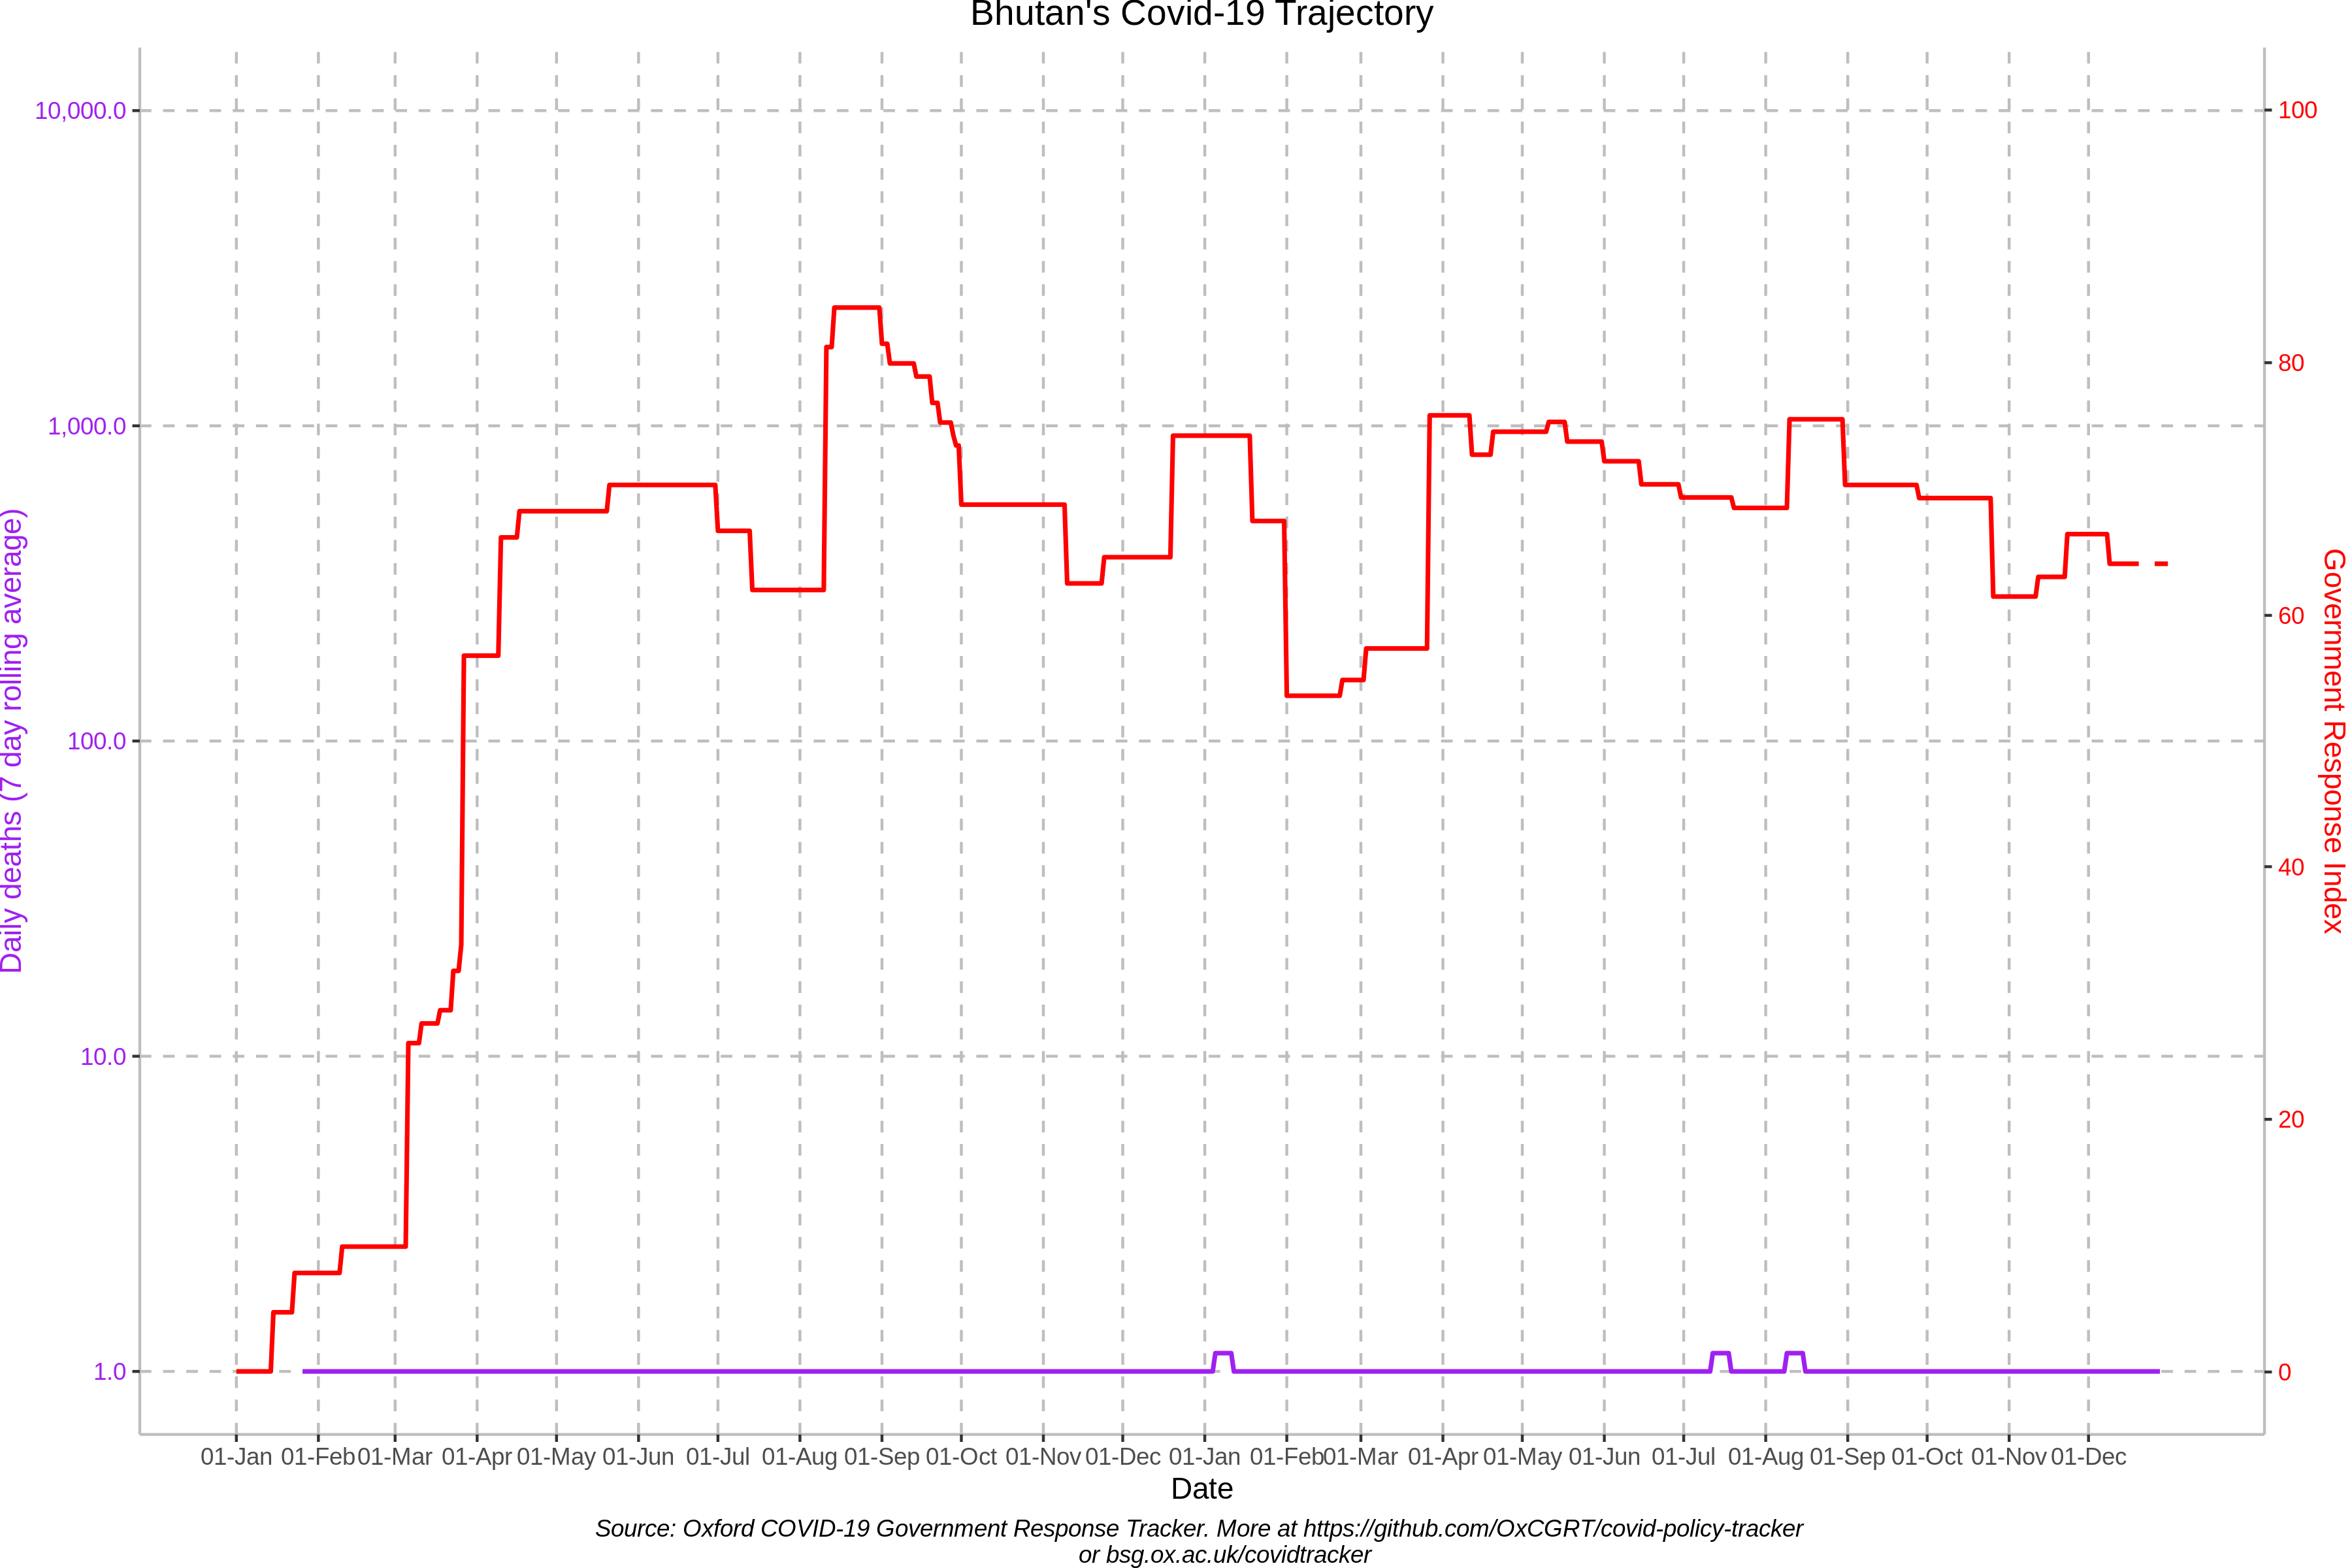 Bhutan's Covid-19 Trajectory
Daily deaths (7 day rolling average)
10,000.0
1,000.0
100.0
10.0
1.0
100
80
60
40
20
0
Government Response Index
01-Jan 01-Feb 01-Mar 01-Apr 01-May 01-Jun 01-Jul 01-Aug 01-Sep 01-Oct 01-Nov 01-Dec 01-Jan 01-Feb 01-Mar 01-Apr 01-May 01-Jun 01-Jul 01-Aug 01-Sep 01-Oct 01-Nov 01-Dec
Date
Source: Oxford COVID-19 Government Response Tracker. More at https://github.com/OxCGRT/covid-policy-tracker
or bsg.ox.ac.uk/covidtracker